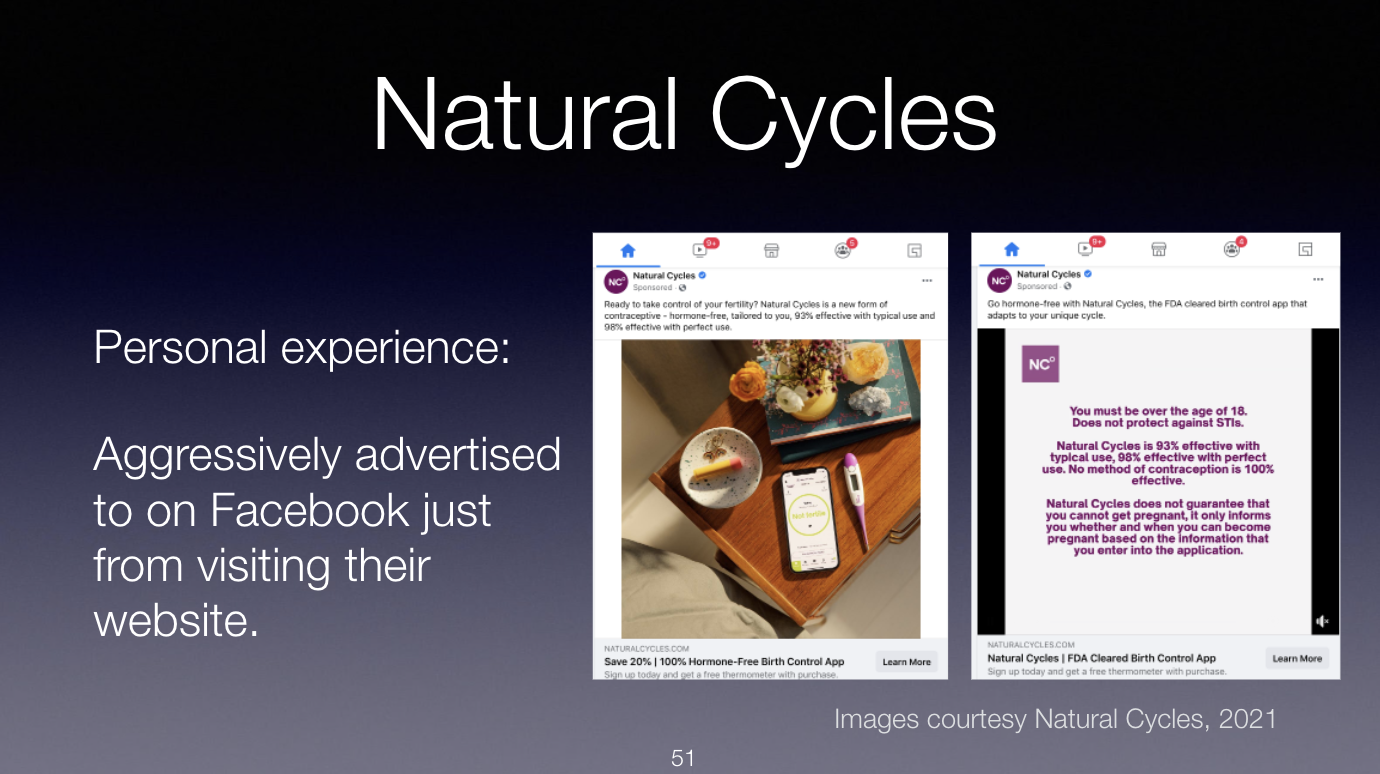 Natural Cycles
Personal experience:
Aggressively advertised
to on Facebook just
from visiting their
website.
9+
5
NC°
Natural Cycles
Sponsored ·
Ready to take control of your fertility? Natural Cycles is a new form of
contraceptive - hormone-free, tailored to you, 93% effective with typical use and
98% effective with perfect use.
Not fertile
NATURALCYCLES.COM
Save 20% | 100% Hormone-Free Birth Control App
Sign up today and get a free thermometer with purchase.
Learn More
9+
4
NC°
Natural Cycles
Sponsored ·
Go hormone-free with Natural Cycles, the FDA cleared birth control app that
adapts to your unique cycle.
NC°
You must be over the age of 18.
Does not protect against STIs.
Natural Cycles is 93% effective with
typical use, 98% effective with perfect
use. No method of contraception is 100%
effective.
Natural Cycles does not guarantee that
you cannot get pregnant, it only informs
you whether and when you can become
pregnant based on the information that
you enter into the application.
NATURALCYCLES.COM
Natural Cycles | FDA Cleared Birth Control App
Sign up today and get a free thermometer with purchase.
Learn More
Images courtesy Natural Cycles, 2021
51